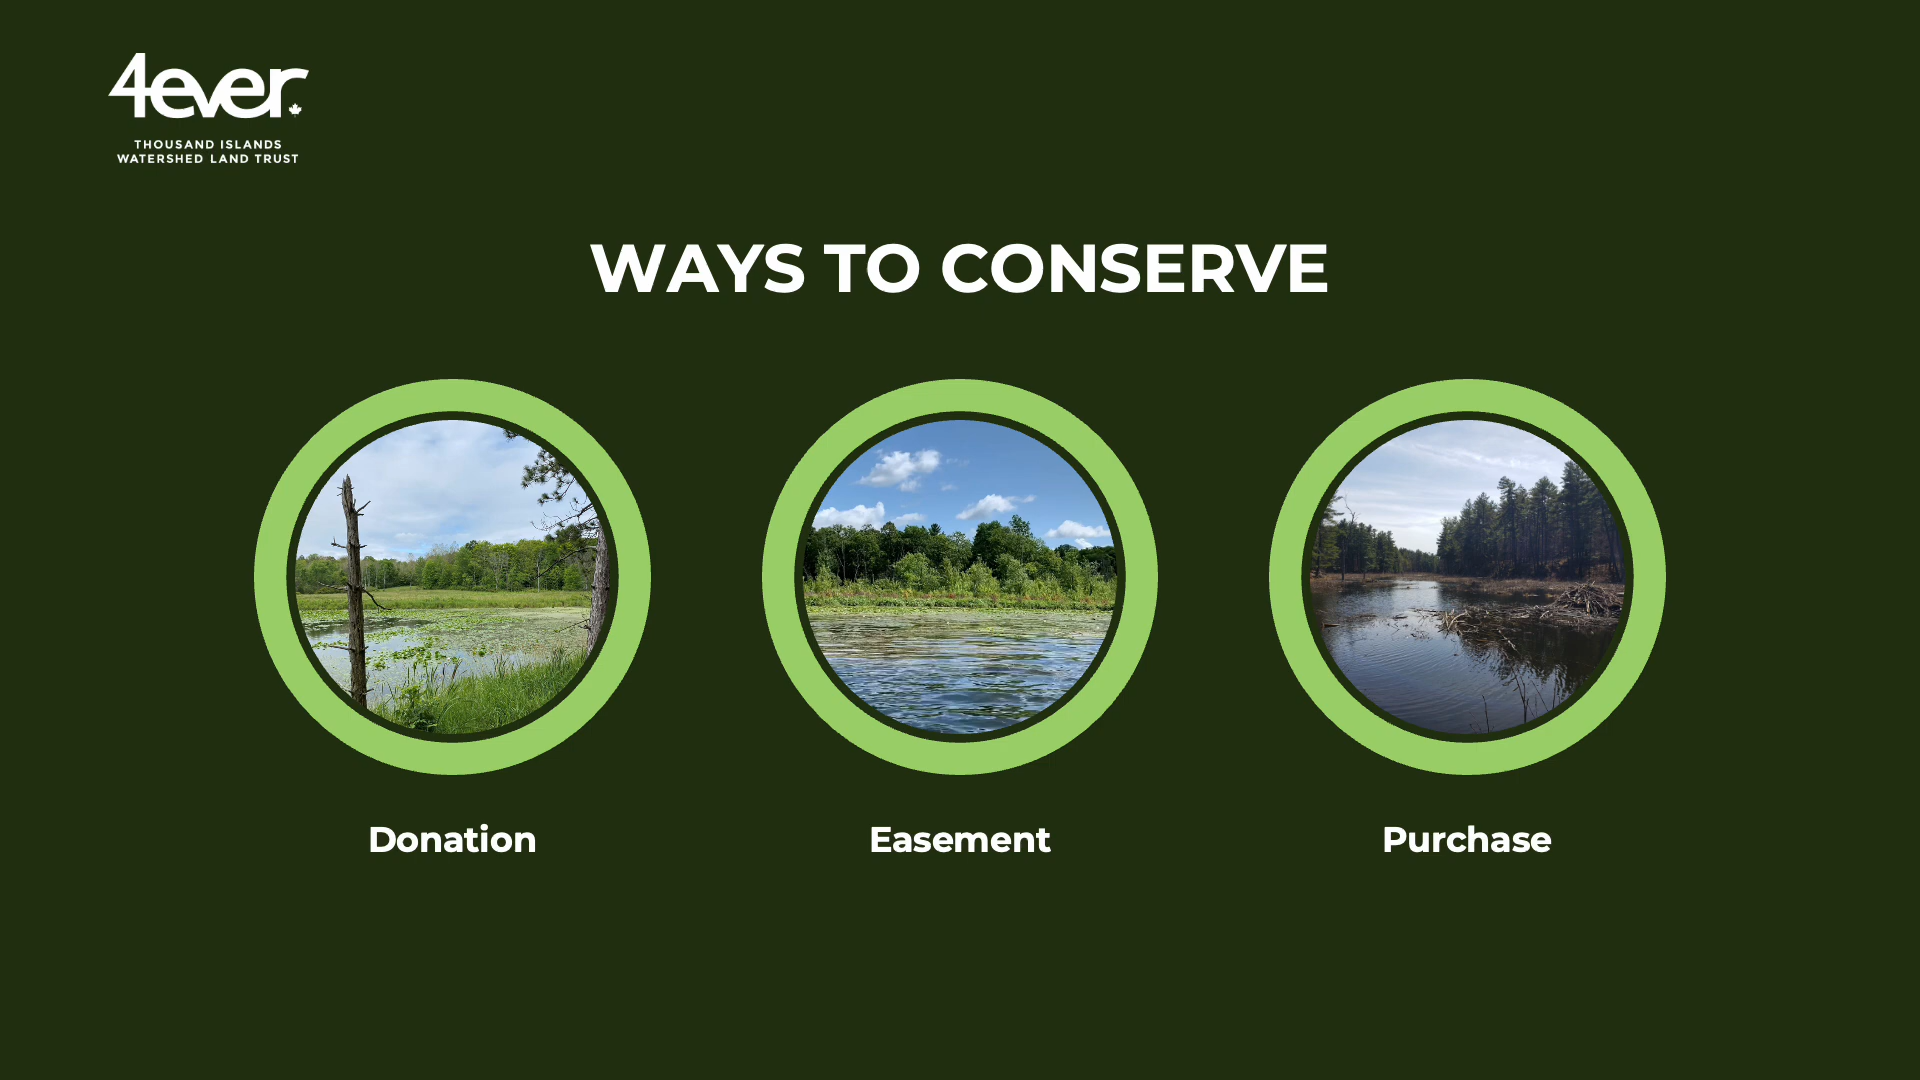 4ever
THOUSAND ISLANDS
WATERSHED LAND TRUST
WAYS TO CONSERVE
Donation
Easement
Purchase